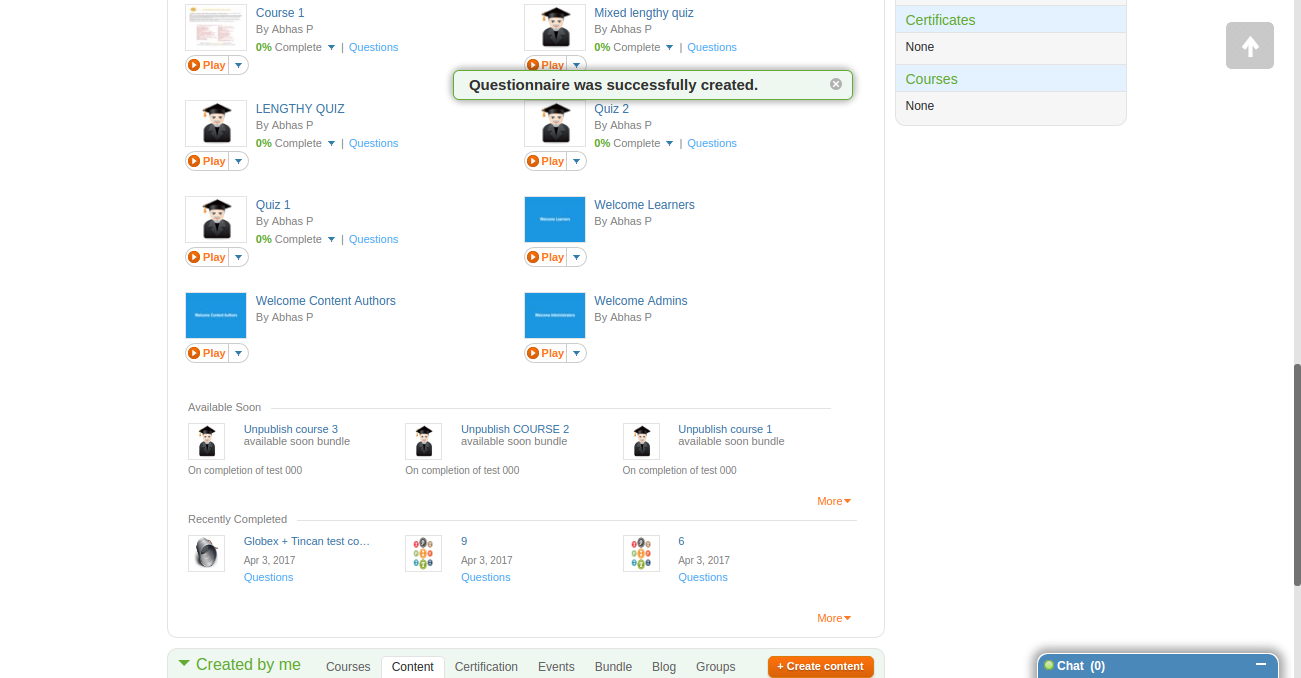 Course 1
By Abhas P
0% Complete | Questions
Play
Mixed lengthy quiz
By Abhas P
0% Complete | Questions
Play
Questionnaire was successfully created.
LENGTHY QUIZ
By Abhas P
0% Complete | Questions
Play
Quiz 2
By Abhas P
0% Complete | Questions
Play
Quiz 1
By Abhas P
0% Complete | Questions
Play
Welcome Learners
Welcome Learners
By Abhas P
Play
Welcome Content Authors
Welcome Content Authors
By Abhas P
Play
Welcome Administrators
Welcome Admins
By Abhas P
Play
Available Soon
Unpublish course 3
available soon bundle
On completion of test 000
Unpublish COURSE 2
available soon bundle
On completion of test 000
Unpublish course 1
available soon bundle
On completion of test 000
More
Recently Completed
Globex + Tincan test co…
Apr 3, 2017
Questions
9
Apr 3, 2017
Questions
6
Apr 3, 2017
Questions
More
Created by me
Courses
Content
Certification
Events
Bundle
Blog
Groups
+ Create content
Certificates
None
Courses
None
Chat (0)